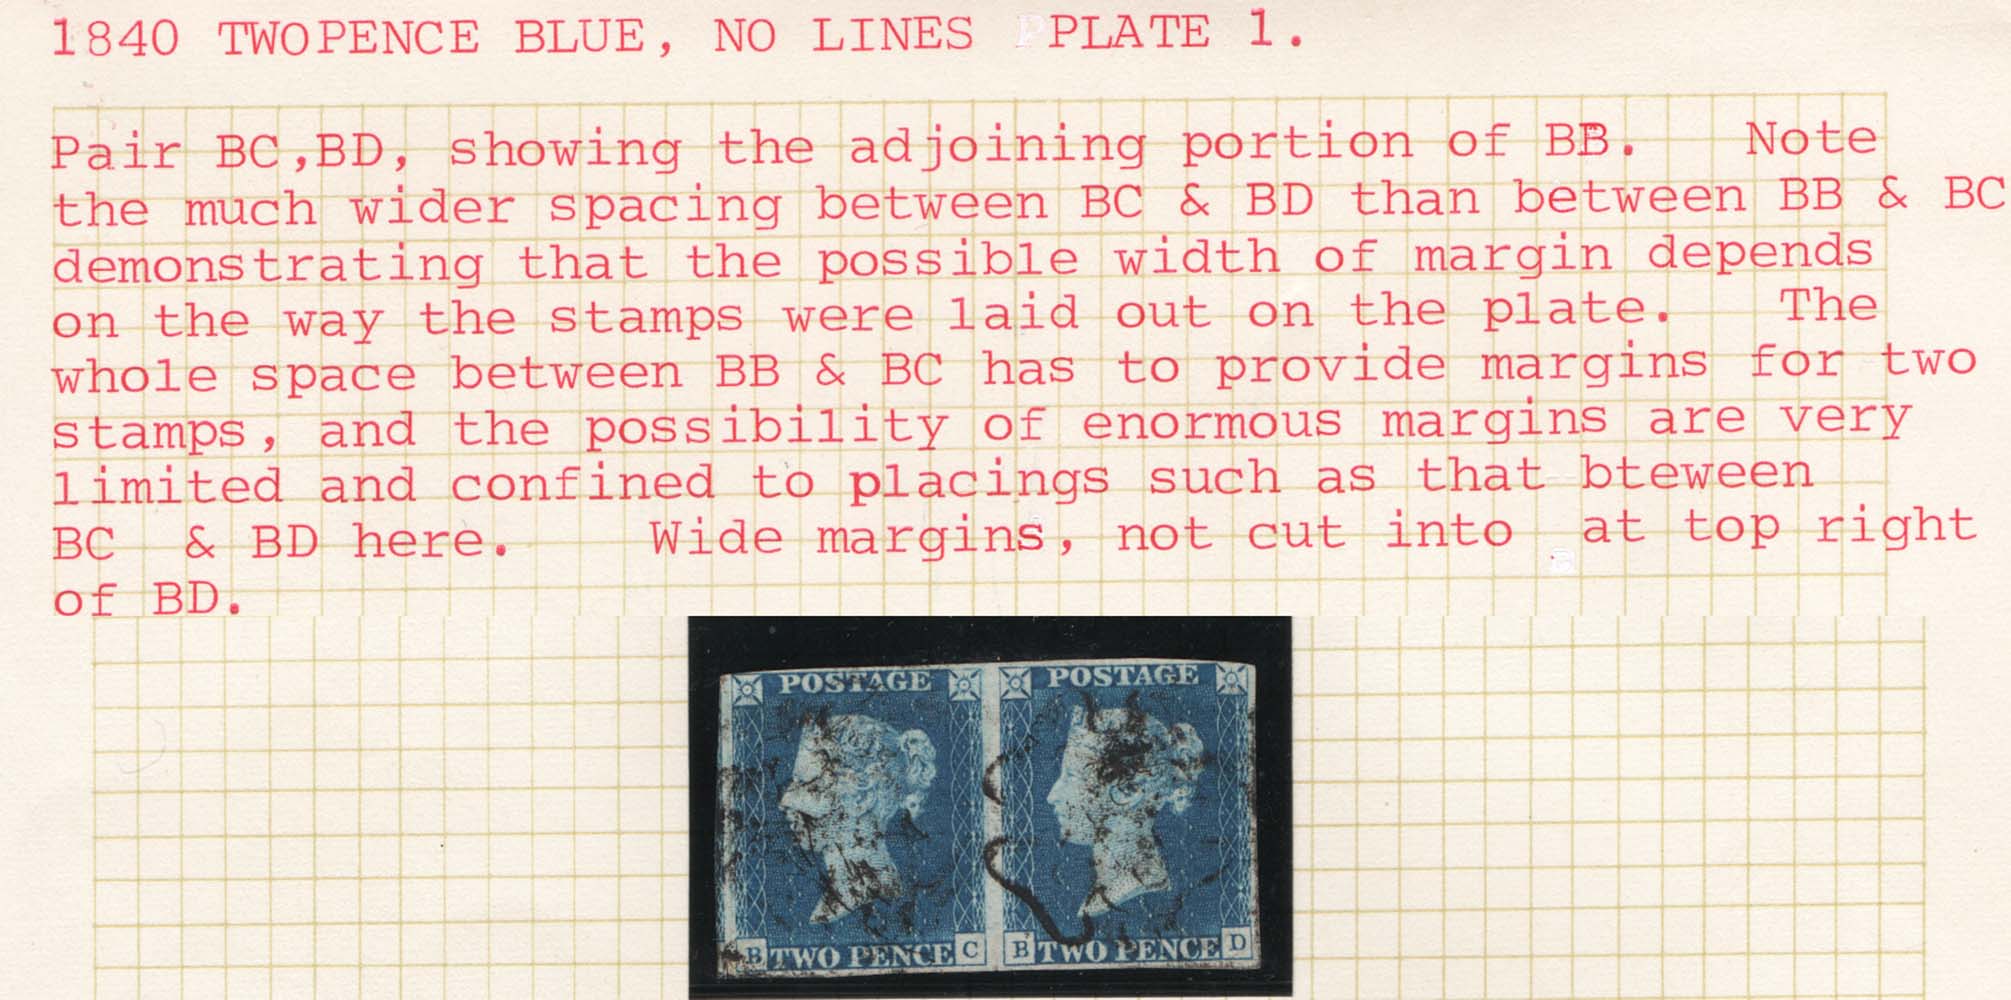 1840 TWOPENCE BLUE, NO LINES PPLATE 1.
Pair BC,BD, showing the adjoining portion of BB. Note
the much wider spacing between BC & BD than between BB & BC
demonstrating that the possible width of margin depends
on the way the stamps were laid out on the plate. The
whole space between BB & BC has to provide margins for two
stamps, and the possibility of enormous margins are very
limited and confined to placings such as that bteween
BC & BD here. Wide margins, not cut into at top right
of BD.
POSTAGE POSTAGE
B TWO PENCE C B TWO PENCE D